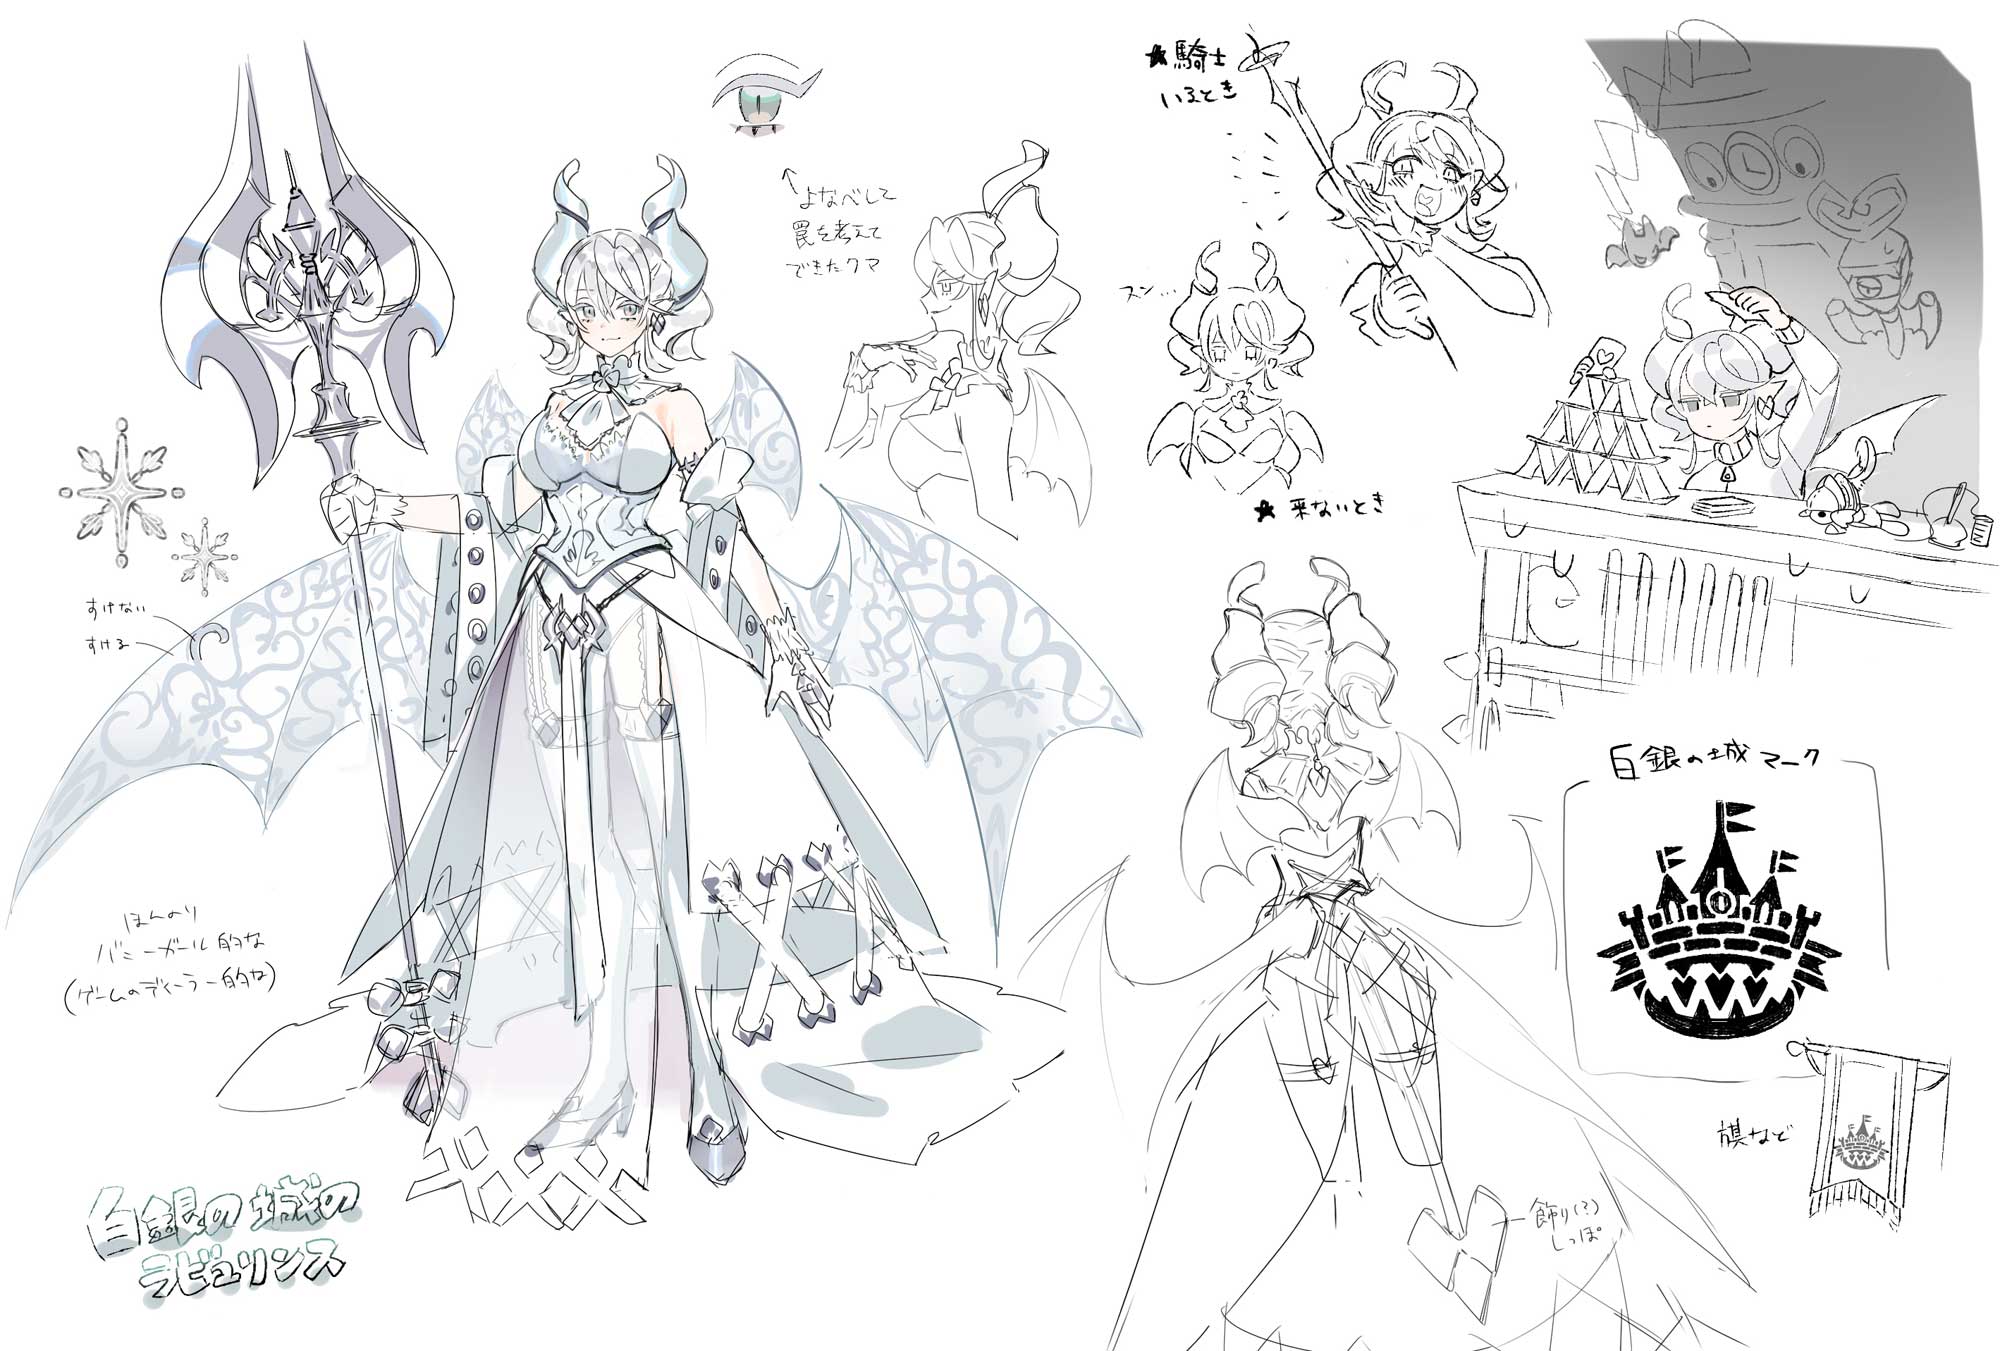 ★騎士
いるとき
よなべして
罠を考えて
できたクマ
スン…
★来ないとき
すけない
すける
白銀の城マーク
ほんのり
バニーガール的な
(ゲームのディーラー的な)
旗など
白銀の城の
ラビュリンス
飾り(?)
しっぽ